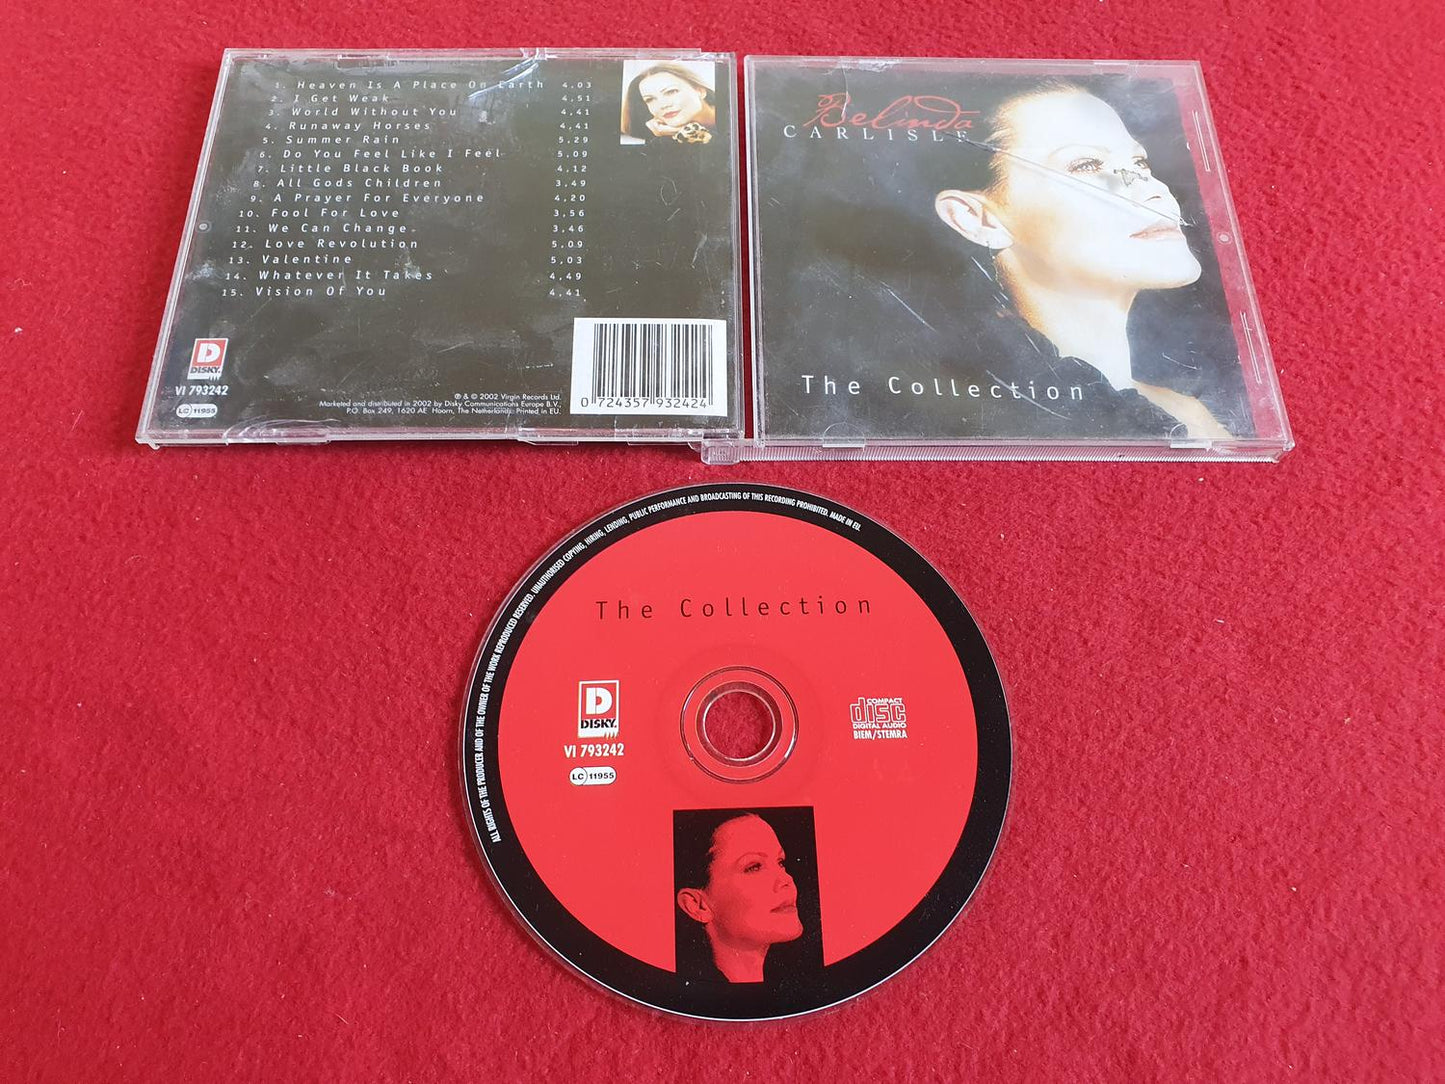 1. Heaven Is A Place On Earth 4,03
2. I Get Weak 4,51
3. World Without You 4,41
4. Runaway Horses 4,41
5. Summer Rain 5,29
6. Do You Feel Like I Feel 5,09
7. Little Black Book 4,12
8. All Gods Children 3,49
9. A Prayer For Everyone 4,20
10. Fool For Love 3,56
11. We Can Change 3,46
12. Love Revolution 5,09
13. Valentine 5,03
14. Whatever It Takes 4,49
15. Vision Of You 4,41
D
DISKY.
VI 793242
LC 11955
℗ & © 2002 Virgin Records Ltd.
Marketed and distributed in 2002 by Disky Communications Europe B.V.,
P.O. Box 249, 1620 AE Hoorn, The Netherlands. Printed in EU.
0 724357 932424
Belinda
CARLISLE
The Collection
ALL RIGHTS OF THE PRODUCER AND OF THE OWNER OF THE WORK REPRODUCED RESERVED. UNAUTHORISED COPYING, HIRING, LENDING, PUBLIC PERFORMANCE AND BROADCASTING OF THIS RECORDING PROHIBITED. MADE IN EU.
The Collection
D
DISKY.
VI 793242
LC 11955
COMPACT
disc
DIGITAL AUDIO
BIEM/STEMRA